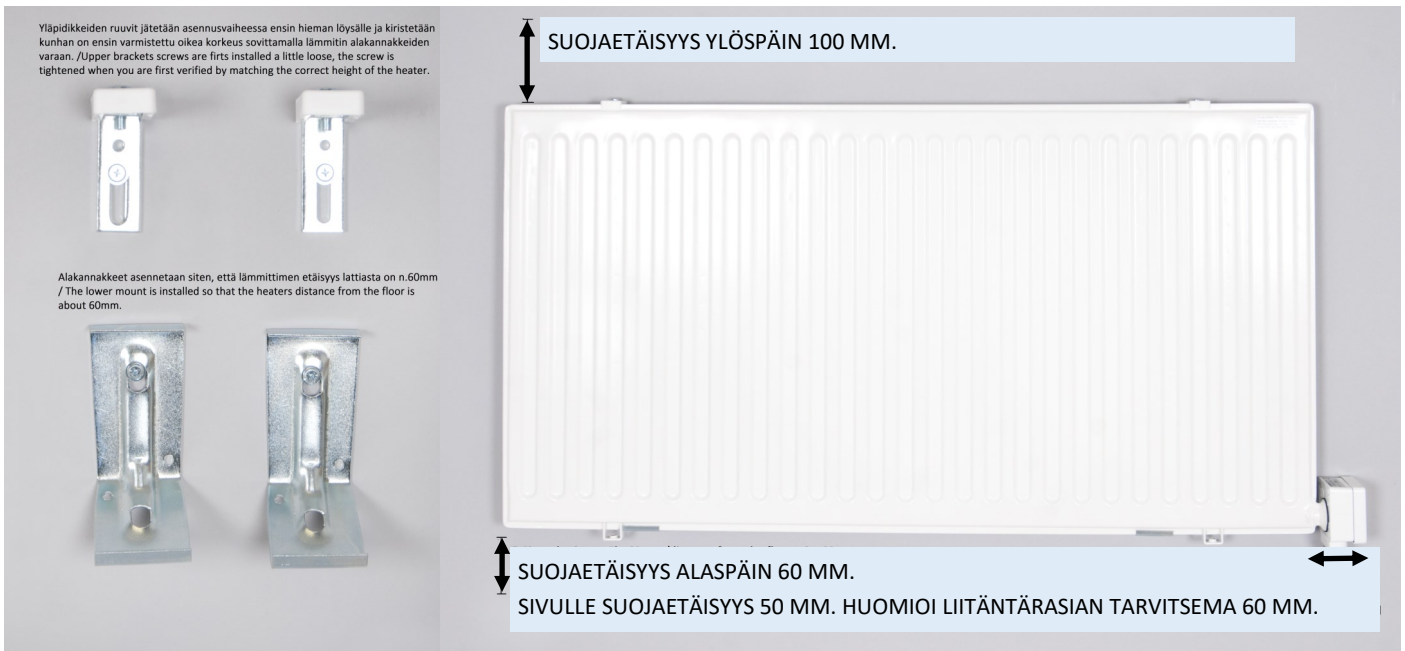 Yläpidikkeiden ruuvit jätetään asennusvaiheessa ensin hieman löysälle ja kiristetään
kunhan on ensin varmistettu oikea korkeus sovittamalla lämmitin alakannakkeiden
varaan. /Upper brackets screws are firts installed a little loose, the screw is
tightened when you are first verified by matching the correct height of the heater.
Alakannakkeet asennetaan siten, että lämmittimen etäisyys lattiasta on n.60mm
/ The lower mount is installed so that the heaters distance from the floor is
about 60mm.
SUOJAETÄISYYS YLÖSPÄIN 100 MM.
SUOJAETÄISYYS ALASPÄIN 60 MM.
SIVULLE SUOJAETÄISYYS 50 MM. HUOMIOI LIITÄNTÄRASIAN TARVITSEMA 60 MM.